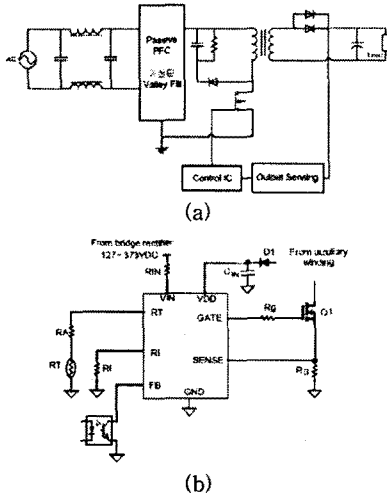 AC
Passive
PFC
Valley Fill
Control IC
Output Sensing
(a)
From bridge rectifier
127~373VDC
RIN
D1
CIN
From auxiliary
winding
VIN
VDD
RT
GATE
Rg
Q1
RA
RT
RI
RI
SENSE
RS
FB
GND
(b)